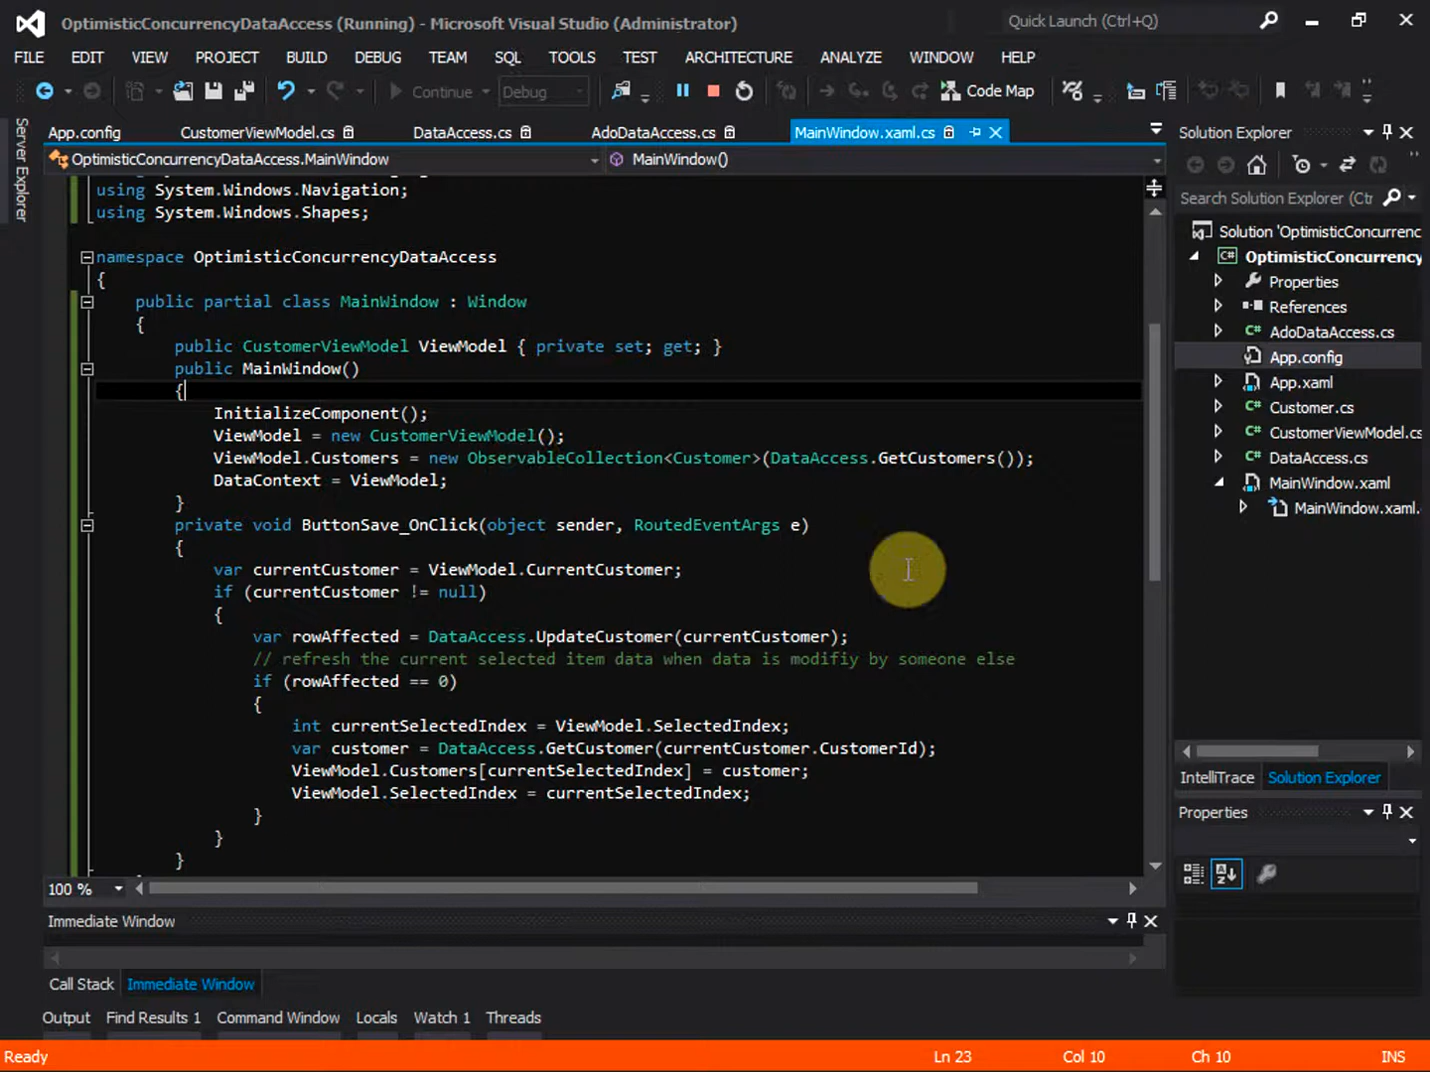 OptimisticConcurrencyDataAccess (Running) - Microsoft Visual Studio (Administrator)
Quick Launch (Ctrl+Q)
FILE EDIT VIEW PROJECT BUILD DEBUG TEAM SQL TOOLS TEST ARCHITECTURE ANALYZE WINDOW HELP
Continue Debug Code Map
Server Explorer
App.config CustomerViewModel.cs DataAccess.cs AdoDataAccess.cs MainWindow.xaml.cs
OptimisticConcurrencyDataAccess.MainWindow MainWindow()
using System.Windows.Navigation;
using System.Windows.Shapes;
namespace OptimisticConcurrencyDataAccess
{
public partial class MainWindow : Window
{
public CustomerViewModel ViewModel { private set; get; }
public MainWindow()
{
InitializeComponent();
ViewModel = new CustomerViewModel();
ViewModel.Customers = new ObservableCollection<Customer>(DataAccess.GetCustomers());
DataContext = ViewModel;
}
private void ButtonSave_OnClick(object sender, RoutedEventArgs e)
{
var currentCustomer = ViewModel.CurrentCustomer;
if (currentCustomer != null)
{
var rowAffected = DataAccess.UpdateCustomer(currentCustomer);
// refresh the current selected item data when data is modifiy by someone else
if (rowAffected == 0)
{
int currentSelectedIndex = ViewModel.SelectedIndex;
var customer = DataAccess.GetCustomer(currentCustomer.CustomerId);
ViewModel.Customers[currentSelectedIndex] = customer;
ViewModel.SelectedIndex = currentSelectedIndex;
}
}
}
100 %
Immediate Window
Call Stack Immediate Window
Output Find Results 1 Command Window Locals Watch 1 Threads
Ready Ln 23 Col 10 Ch 10 INS
Solution Explorer
Search Solution Explorer (Ctr
Solution 'OptimisticConcurrenc
C# OptimisticConcurrency
Properties
References
C# AdoDataAccess.cs
App.config
App.xaml
C# Customer.cs
C# CustomerViewModel.cs
C# DataAccess.cs
MainWindow.xaml
MainWindow.xaml.
IntelliTrace Solution Explorer
Properties